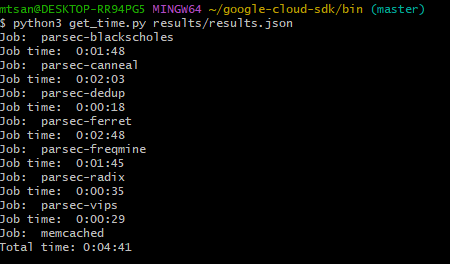 mtsan@DESKTOP-RR94PG5 MINGW64 ~/google-cloud-sdk/bin (master)
$ python3 get_time.py results/results.json
Job:  parsec-blackscholes
Job time:  0:01:48
Job:  parsec-canneal
Job time:  0:02:03
Job:  parsec-dedup
Job time:  0:00:18
Job:  parsec-ferret
Job time:  0:02:48
Job:  parsec-freqmine
Job time:  0:01:45
Job:  parsec-radix
Job time:  0:00:35
Job:  parsec-vips
Job time:  0:00:29
Job:  memcached
Total time: 0:04:41